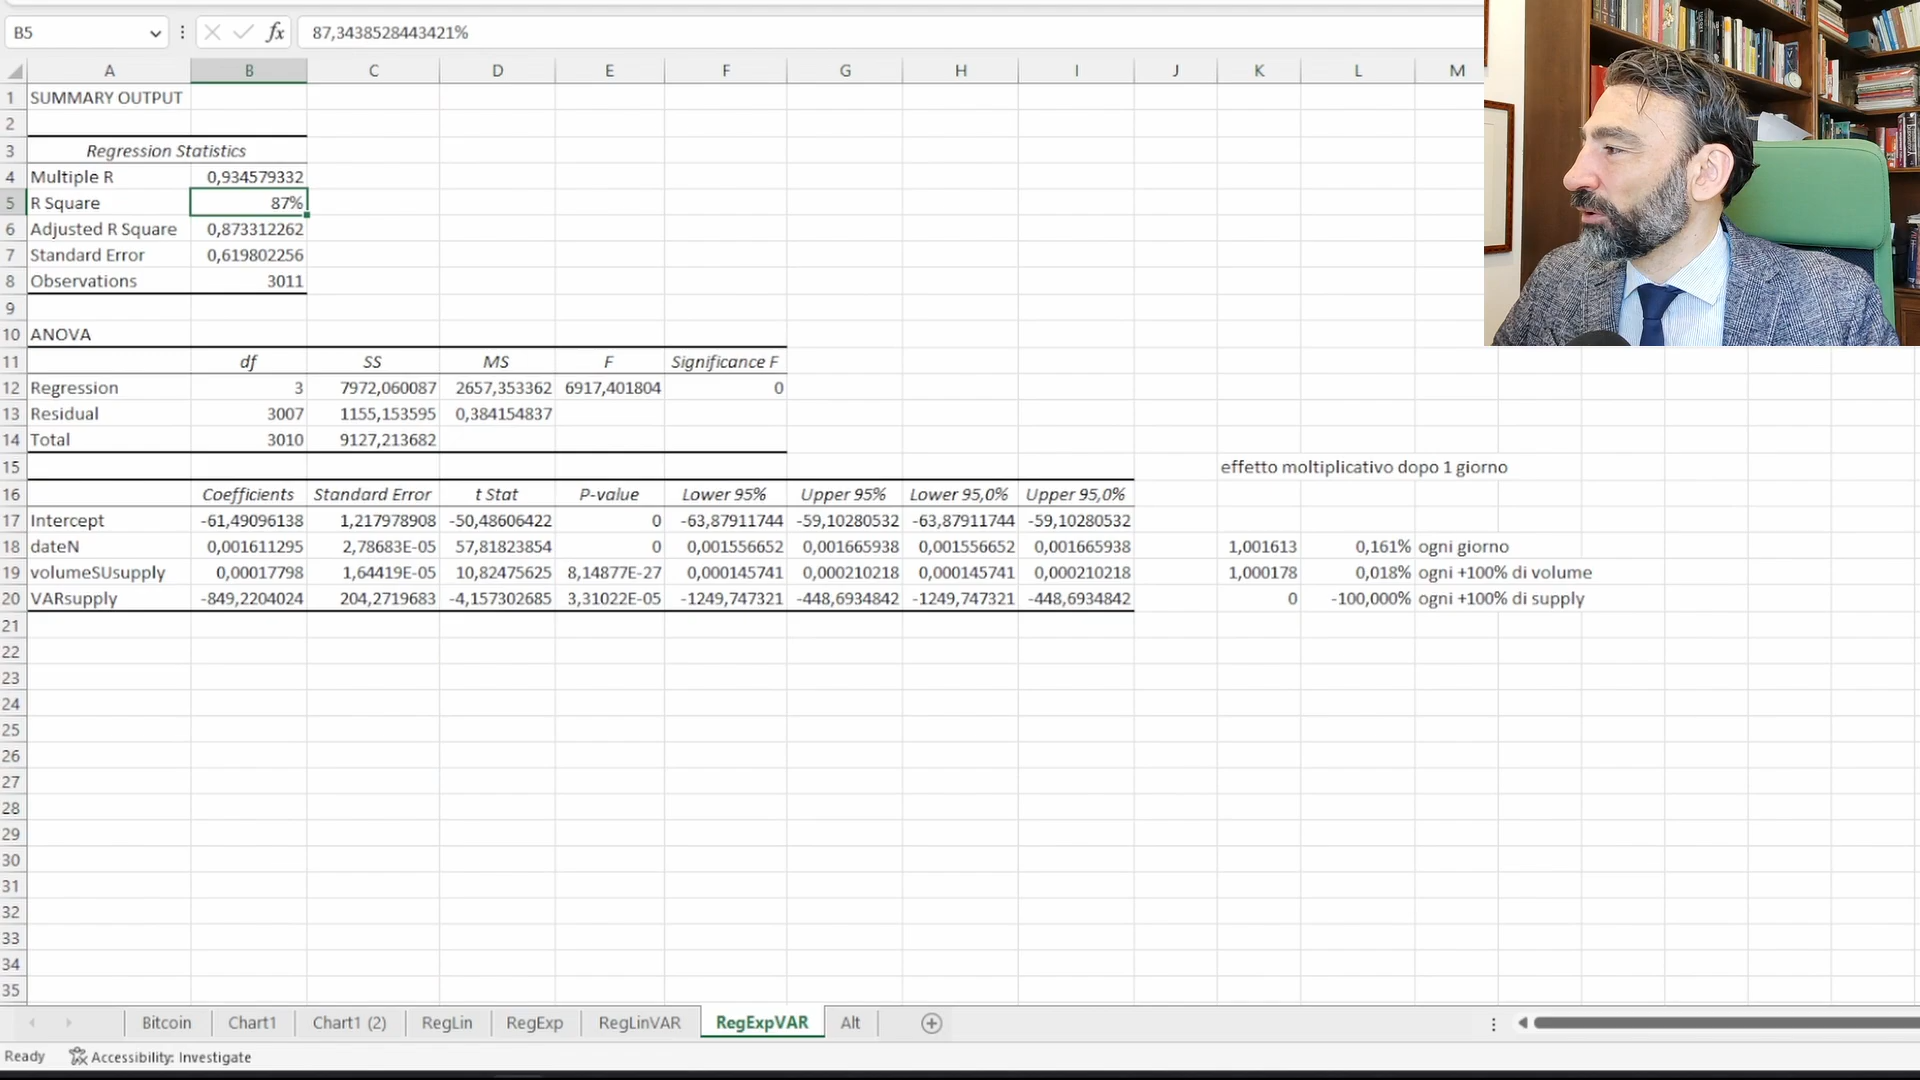 B5 fx 87,3438528443421%
A B C D E F G H I J K L M
1 SUMMARY OUTPUT
2
3 Regression Statistics
4 Multiple R 0,934579332
5 R Square 87%
6 Adjusted R Square 0,873312262
7 Standard Error 0,619802256
8 Observations 3011
9
10 ANOVA
11 df SS MS F Significance F
12 Regression 3 7972,060087 2657,353362 6917,401804 0
13 Residual 3007 1155,153595 0,384154837
14 Total 3010 9127,213682
15 effetto moltiplicativo dopo 1 giorno
16 Coefficients Standard Error t Stat P-value Lower 95% Upper 95% Lower 95,0% Upper 95,0%
17 Intercept -61,49096138 1,217978908 -50,48606422 0 -63,87911744 -59,10280532 -63,87911744 -59,10280532
18 dateN 0,001611295 2,78683E-05 57,81823854 0 0,001556652 0,001665938 0,001556652 0,001665938 1,001613 0,161% ogni giorno
19 volumeSUsupply 0,00017798 1,64419E-05 10,82475625 8,14877E-27 0,000145741 0,000210218 0,000145741 0,000210218 1,000178 0,018% ogni +100% di volume
20 VARsupply -849,2204024 204,2719683 -4,157302685 3,31022E-05 -1249,747321 -448,6934842 -1249,747321 -448,6934842 0 -100,000% ogni +100% di supply
21
22
23
24
25
26
27
28
29
30
31
32
33
34
35
Bitcoin Chart1 Chart1 (2) RegLin RegExp RegLinVAR RegExpVAR Alt
Ready Accessibility: Investigate